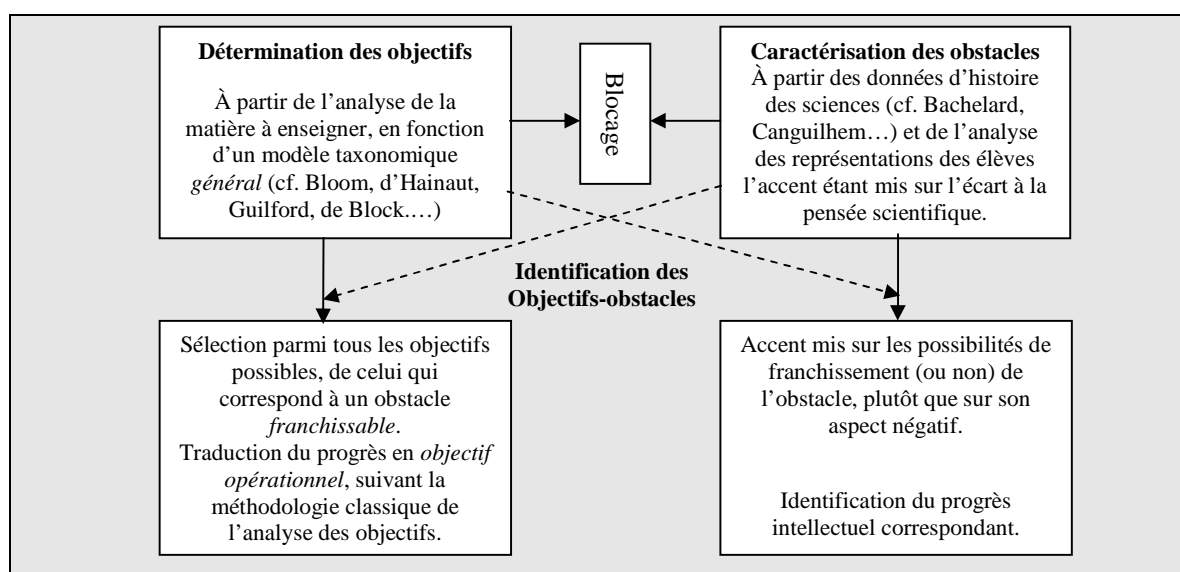 Détermination des objectifs
À partir de l'analyse de la
matière à enseigner, en fonction
d'un modèle taxonomique
général (cf. Bloom, d'Hainaut,
Guilford, de Block.…)
Blocage
Caractérisation des obstacles
À partir des données d'histoire
des sciences (cf. Bachelard,
Canguilhem…) et de l'analyse
des représentations des élèves
l'accent étant mis sur l'écart à la
pensée scientifique.
Identification des
Objectifs-obstacles
Sélection parmi tous les objectifs
possibles, de celui qui
correspond à un obstacle
franchissable.
Traduction du progrès en objectif
opérationnel, suivant la
méthodologie classique de
l'analyse des objectifs.
Accent mis sur les possibilités de
franchissement (ou non) de
l'obstacle, plutôt que sur son
aspect négatif.
Identification du progrès
intellectuel correspondant.